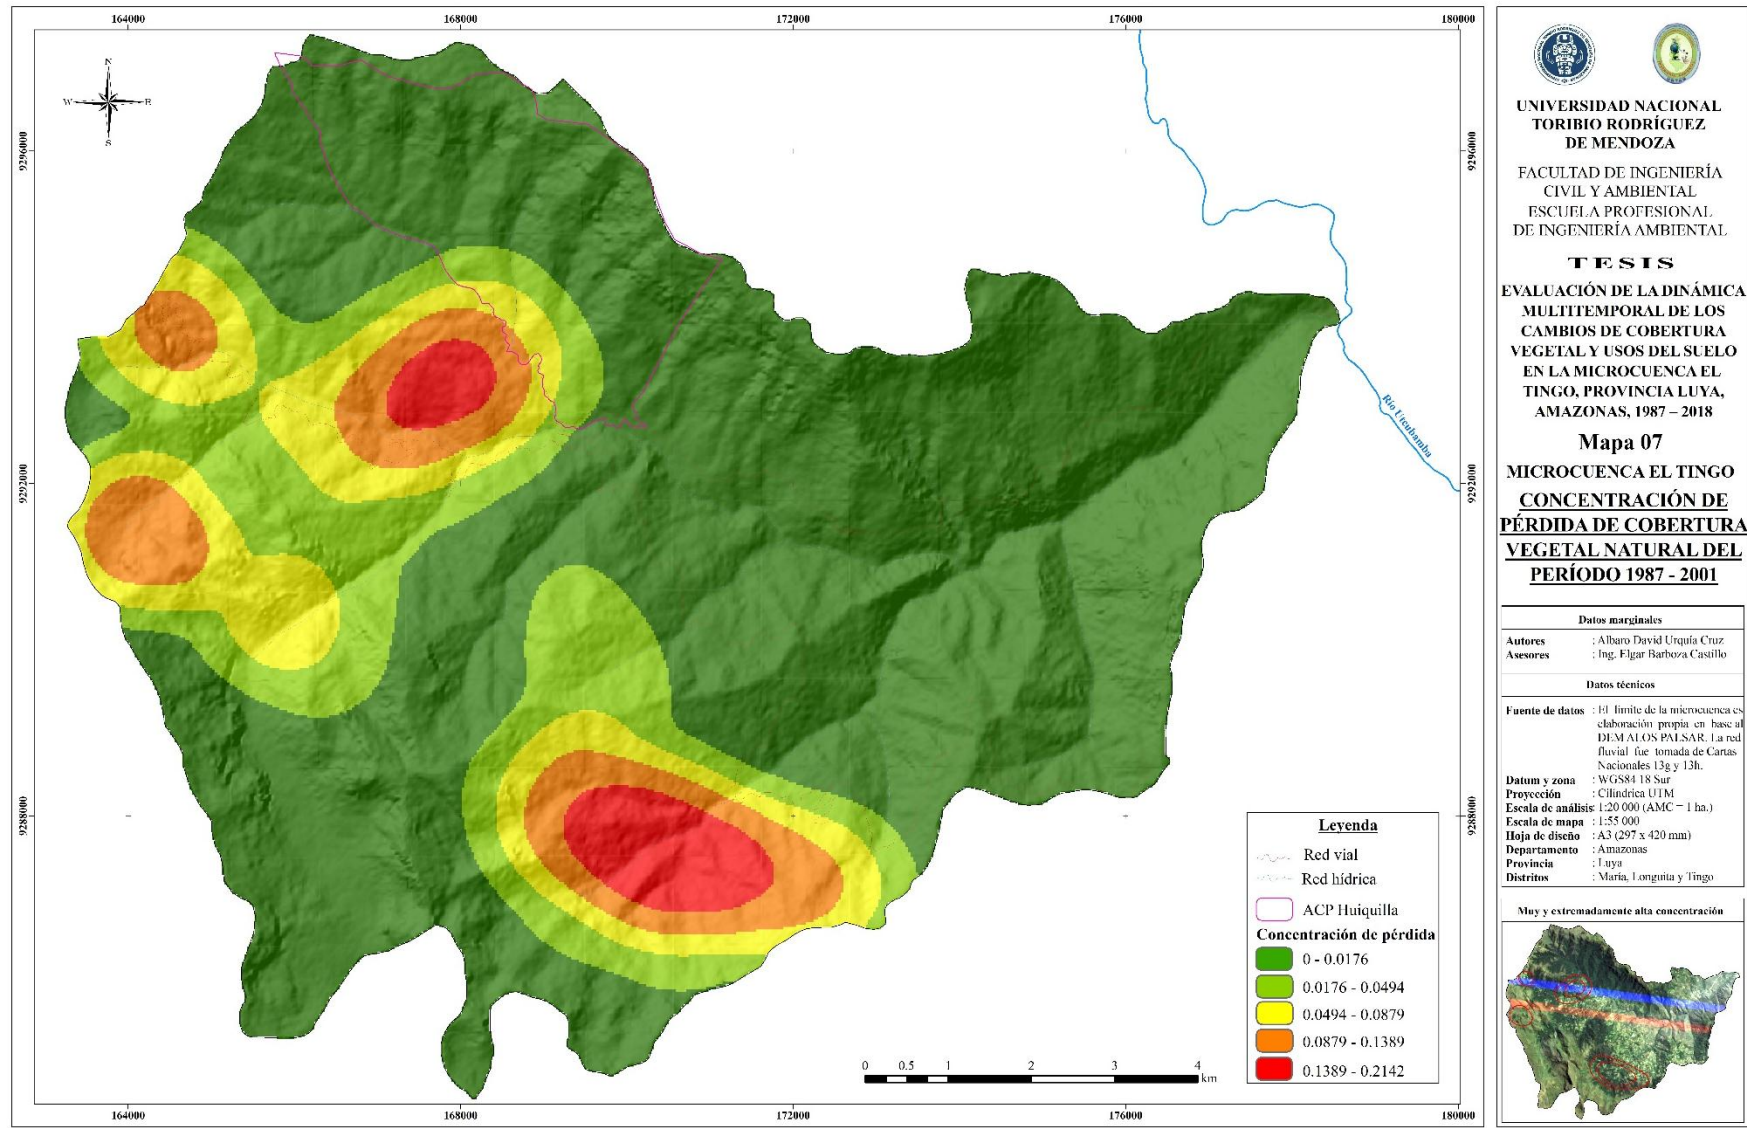 164000
168000
172000
176000
180000
N
W
E
S
9296000
9296000
9292000
9292000
9288000
9288000
Río Utcubamba
Leyenda
Red vial
Red hídrica
ACP Huiquilla
Concentración de pérdida
0 - 0.0176
0.0176 - 0.0494
0.0494 - 0.0879
0.0879 - 0.1389
0.1389 - 0.2142
0 0.5 1 2 3 4
km
164000
168000
172000
176000
180000
UNIVERSIDAD NACIONAL
TORIBIO RODRÍGUEZ
DE MENDOZA
FACULTAD DE INGENIERÍA
CIVIL Y AMBIENTAL
ESCUELA PROFESIONAL
DE INGENIERÍA AMBIENTAL
TESIS
EVALUACIÓN DE LA DINÁMICA
MULTITEMPORAL DE LOS
CAMBIOS DE COBERTURA
VEGETAL Y USOS DEL SUELO
EN LA MICROCUENCA EL
TINGO, PROVINCIA LUYA,
AMAZONAS, 1987 – 2018
Mapa 07
MICROCUENCA EL TINGO
CONCENTRACIÓN DE
PÉRDIDA DE COBERTURA
VEGETAL NATURAL DEL
PERÍODO 1987 - 2001
Datos marginales
Autores : Albaro David Urquía Cruz
Asesores : Ing. Elgar Barboza Castillo
Datos técnicos
Fuente de datos : El límite de la microcuenca es
elaboración propia en base al
DEM ALOS PALSAR. La red
fluvial fue tomada de Cartas
Nacionales 13g y 13h.
Datum y zona : WGS84 18 Sur
Proyección : Cilíndrica UTM
Escala de análisis : 1:20 000 (AMC = 1 ha.)
Escala de mapa : 1:55 000
Hoja de diseño : A3 (297 x 420 mm)
Departamento : Amazonas
Provincia : Luya
Distritos : María, Longuita y Tingo
Muy y extremadamente alta concentración